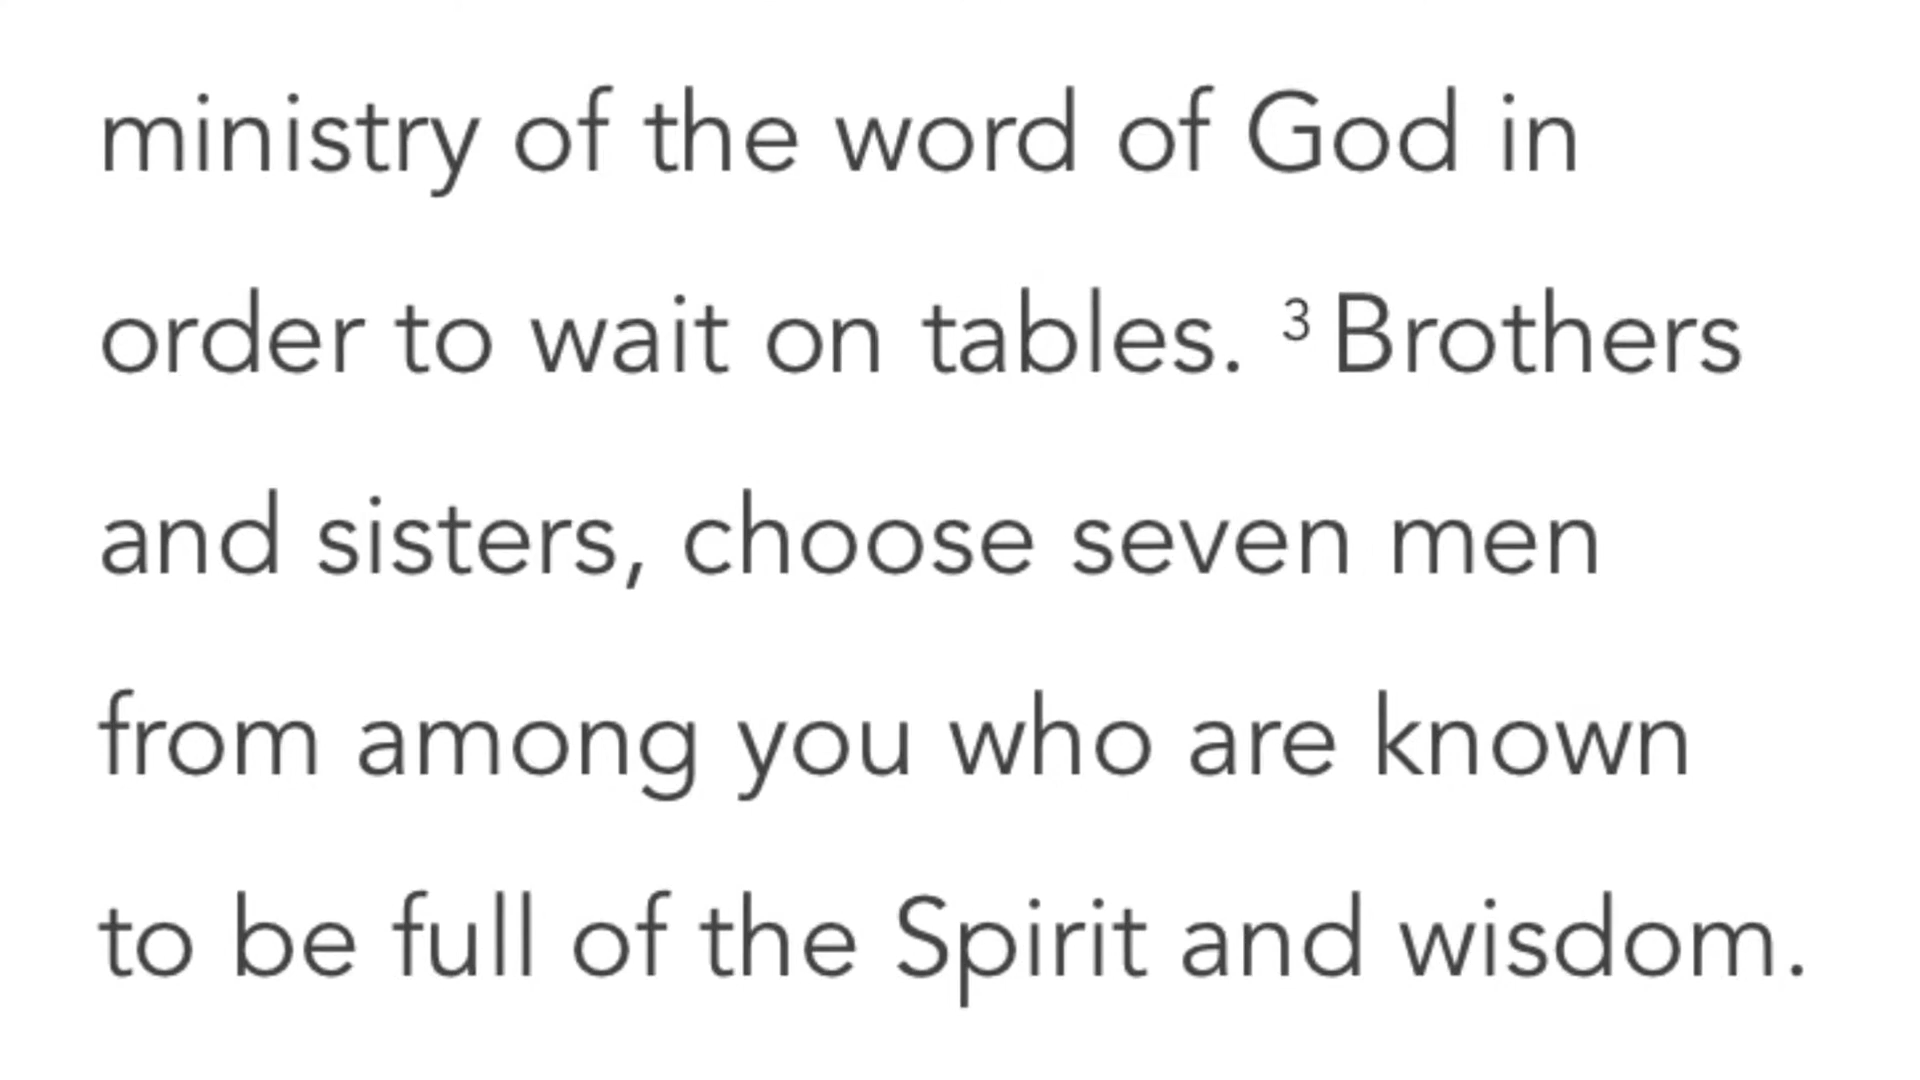 ministry of the word of God in
order to wait on tables. ³ Brothers
and sisters, choose seven men
from among you who are known
to be full of the Spirit and wisdom.